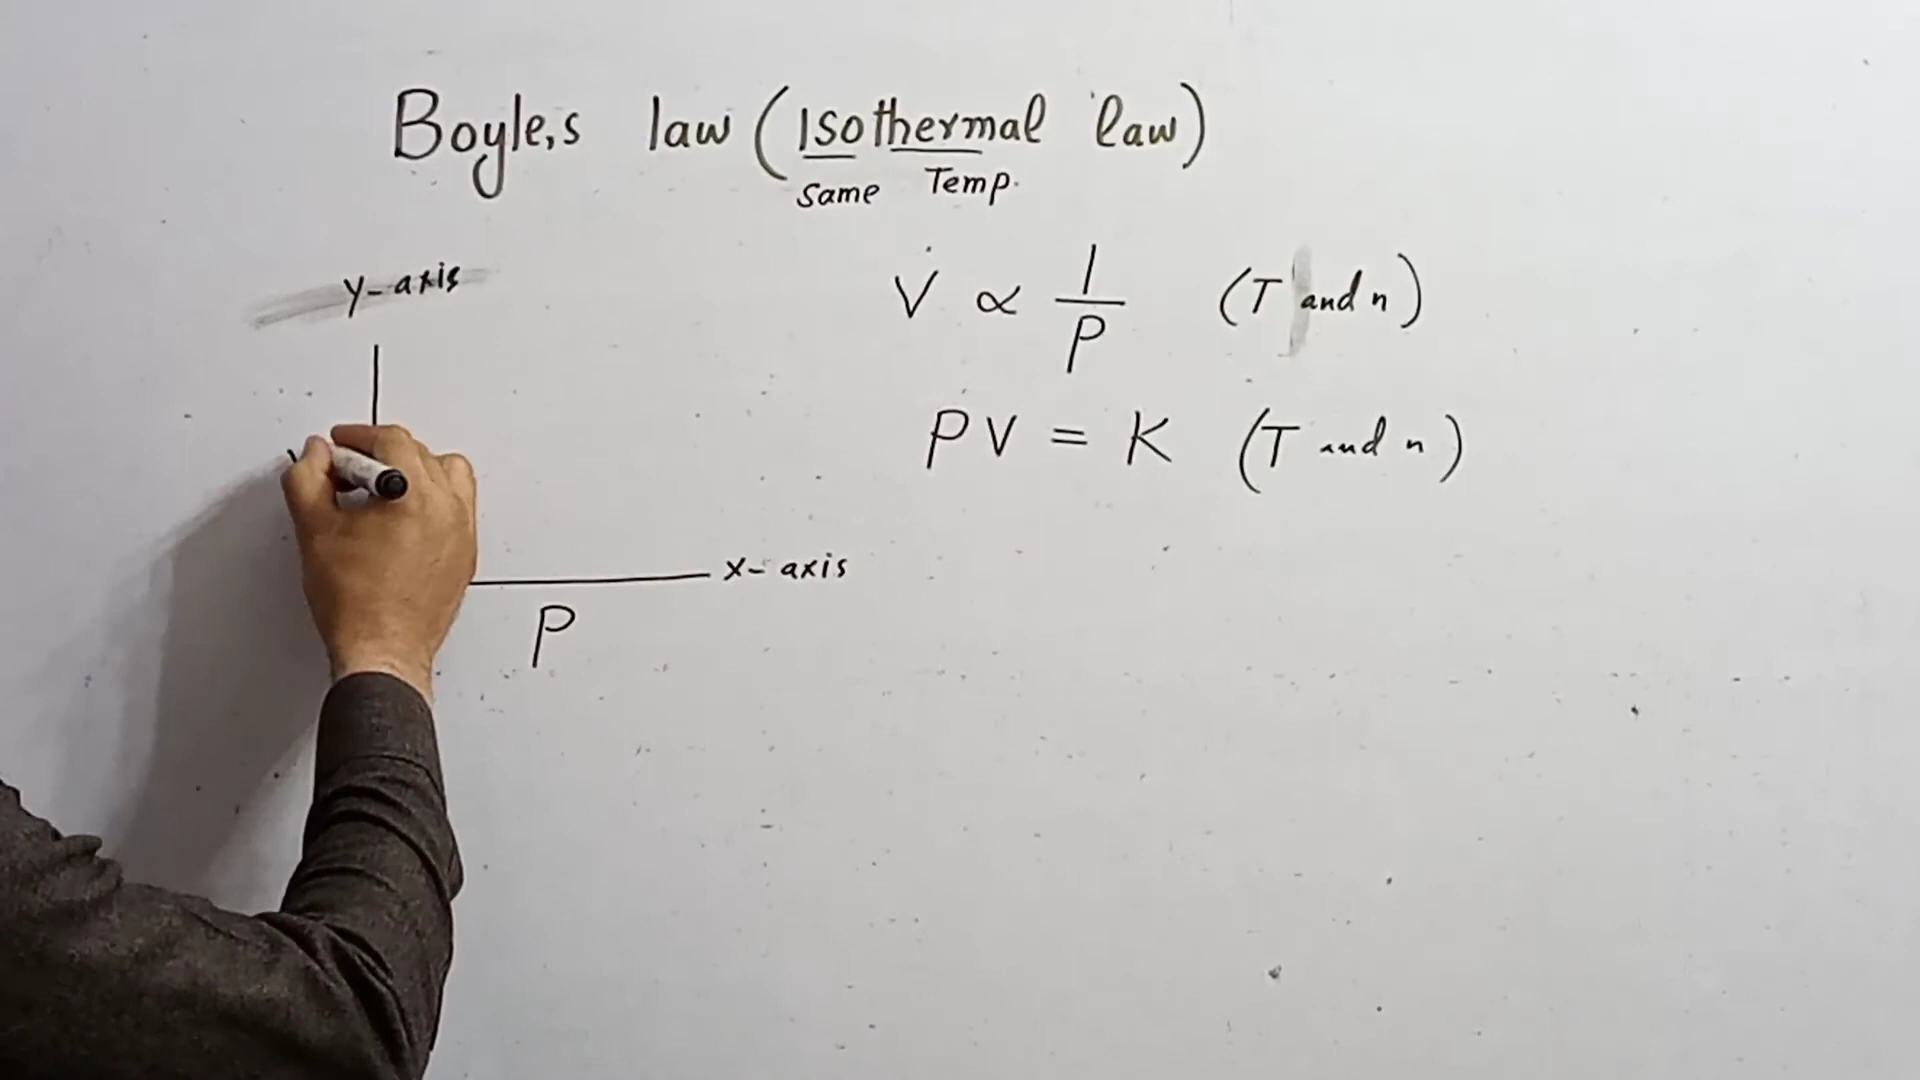 Boyle,s law (Isothermal law)
Same Temp.
y-axis
V ∝ 1/P (T and n)
PV = K (T and n)
x-axis
P